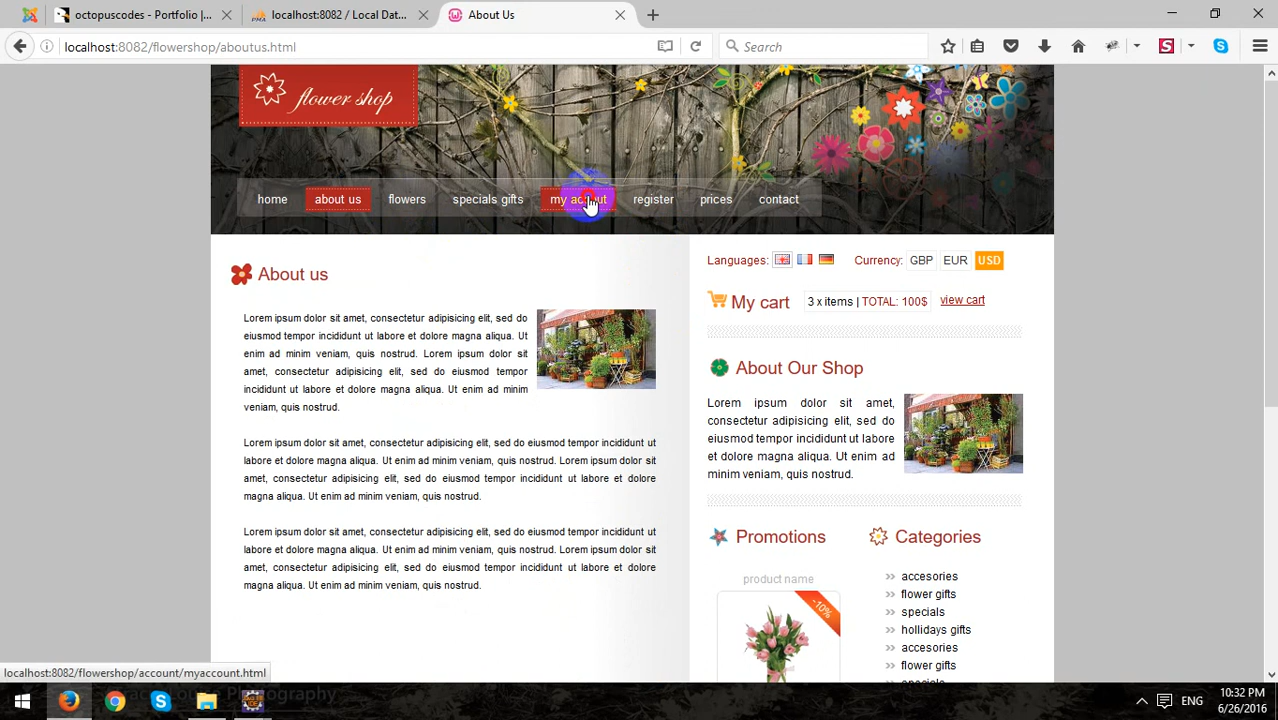 octopuscodes - Portfolio |...
localhost:8082 / Local Dat...
About Us
localhost:8082/flowershop/aboutus.html
Search
flower shop
home
about us
flowers
specials gifts
register
prices
contact
About us
Lorem ipsum dolor sit amet, consectetur adipisicing elit, sed do
eiusmod tempor incididunt ut labore et dolore magna aliqua. Ut
enim ad minim veniam, quis nostrud. Lorem ipsum dolor sit
amet, consectetur adipisicing elit, sed do eiusmod tempor
incididunt ut labore et dolore magna aliqua. Ut enim ad minim
veniam, quis nostrud.
Lorem ipsum dolor sit amet, consectetur adipisicing elit, sed do eiusmod tempor incididunt ut
labore et dolore magna aliqua. Ut enim ad minim veniam, quis nostrud. Lorem ipsum dolor sit
amet, consectetur adipisicing elit, sed do eiusmod tempor incididunt ut labore et dolore
magna aliqua. Ut enim ad minim veniam, quis nostrud.
Lorem ipsum dolor sit amet, consectetur adipisicing elit, sed do eiusmod tempor incididunt ut
labore et dolore magna aliqua. Ut enim ad minim veniam, quis nostrud. Lorem ipsum dolor sit
amet, consectetur adipisicing elit, sed do eiusmod tempor incididunt ut labore et dolore
magna aliqua. Ut enim ad minim veniam, quis nostrud.
Languages:
Currency: GBP EUR USD
My cart
3 x items | TOTAL: 100$
view cart
About Our Shop
Lorem ipsum dolor sit amet,
consectetur adipisicing elit, sed do
eiusmod tempor incididunt ut labore
et dolore magna aliqua. Ut enim ad
minim veniam, quis nostrud.
Promotions
product name
-10%
Categories
accesories
flower gifts
specials
hollidays gifts
accesories
flower gifts
specials
localhost:8082/flowershop/account/myaccount.html
Photography
ENG
10:32 PM
6/26/2016